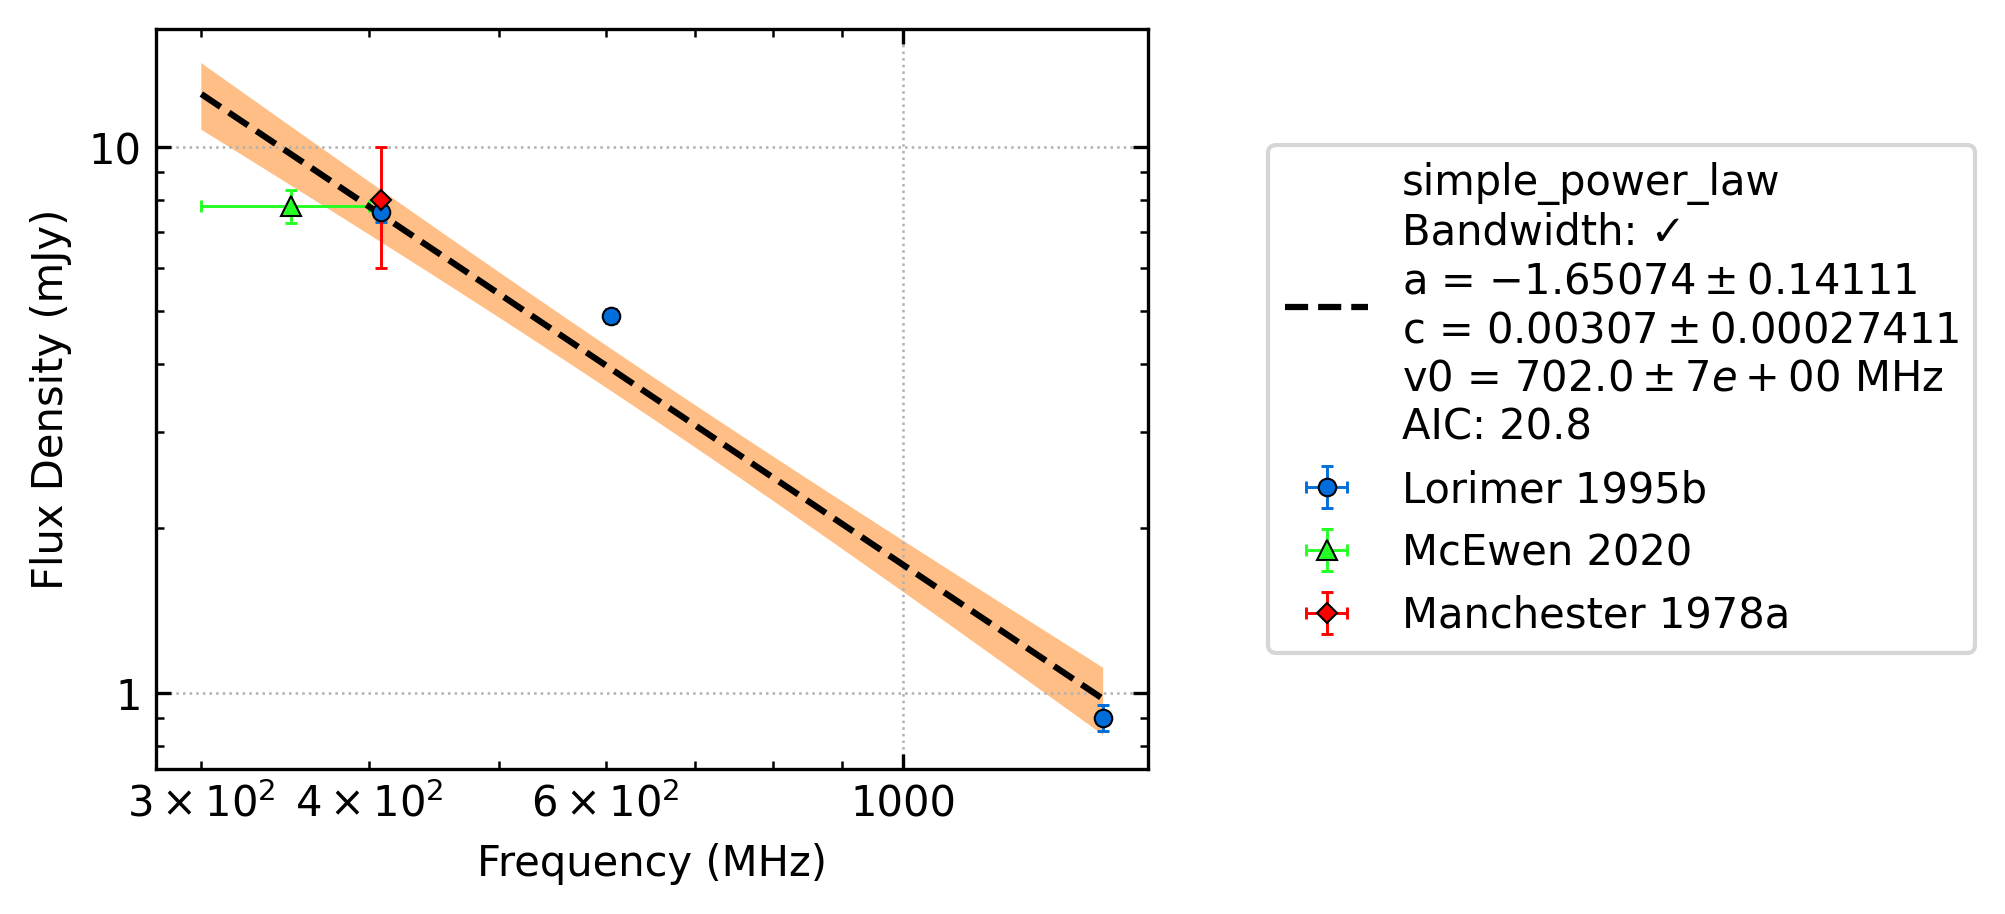 Flux Density (mJy)
10
1
3 × 10² 4 × 10² 6 × 10² 1000
Frequency (MHz)
simple_power_law
Bandwidth: ✓
a = −1.65074 ± 0.14111
c = 0.00307 ± 0.00027411
v0 = 702.0 ± 7e + 00 MHz
AIC: 20.8
Lorimer 1995b
McEwen 2020
Manchester 1978a